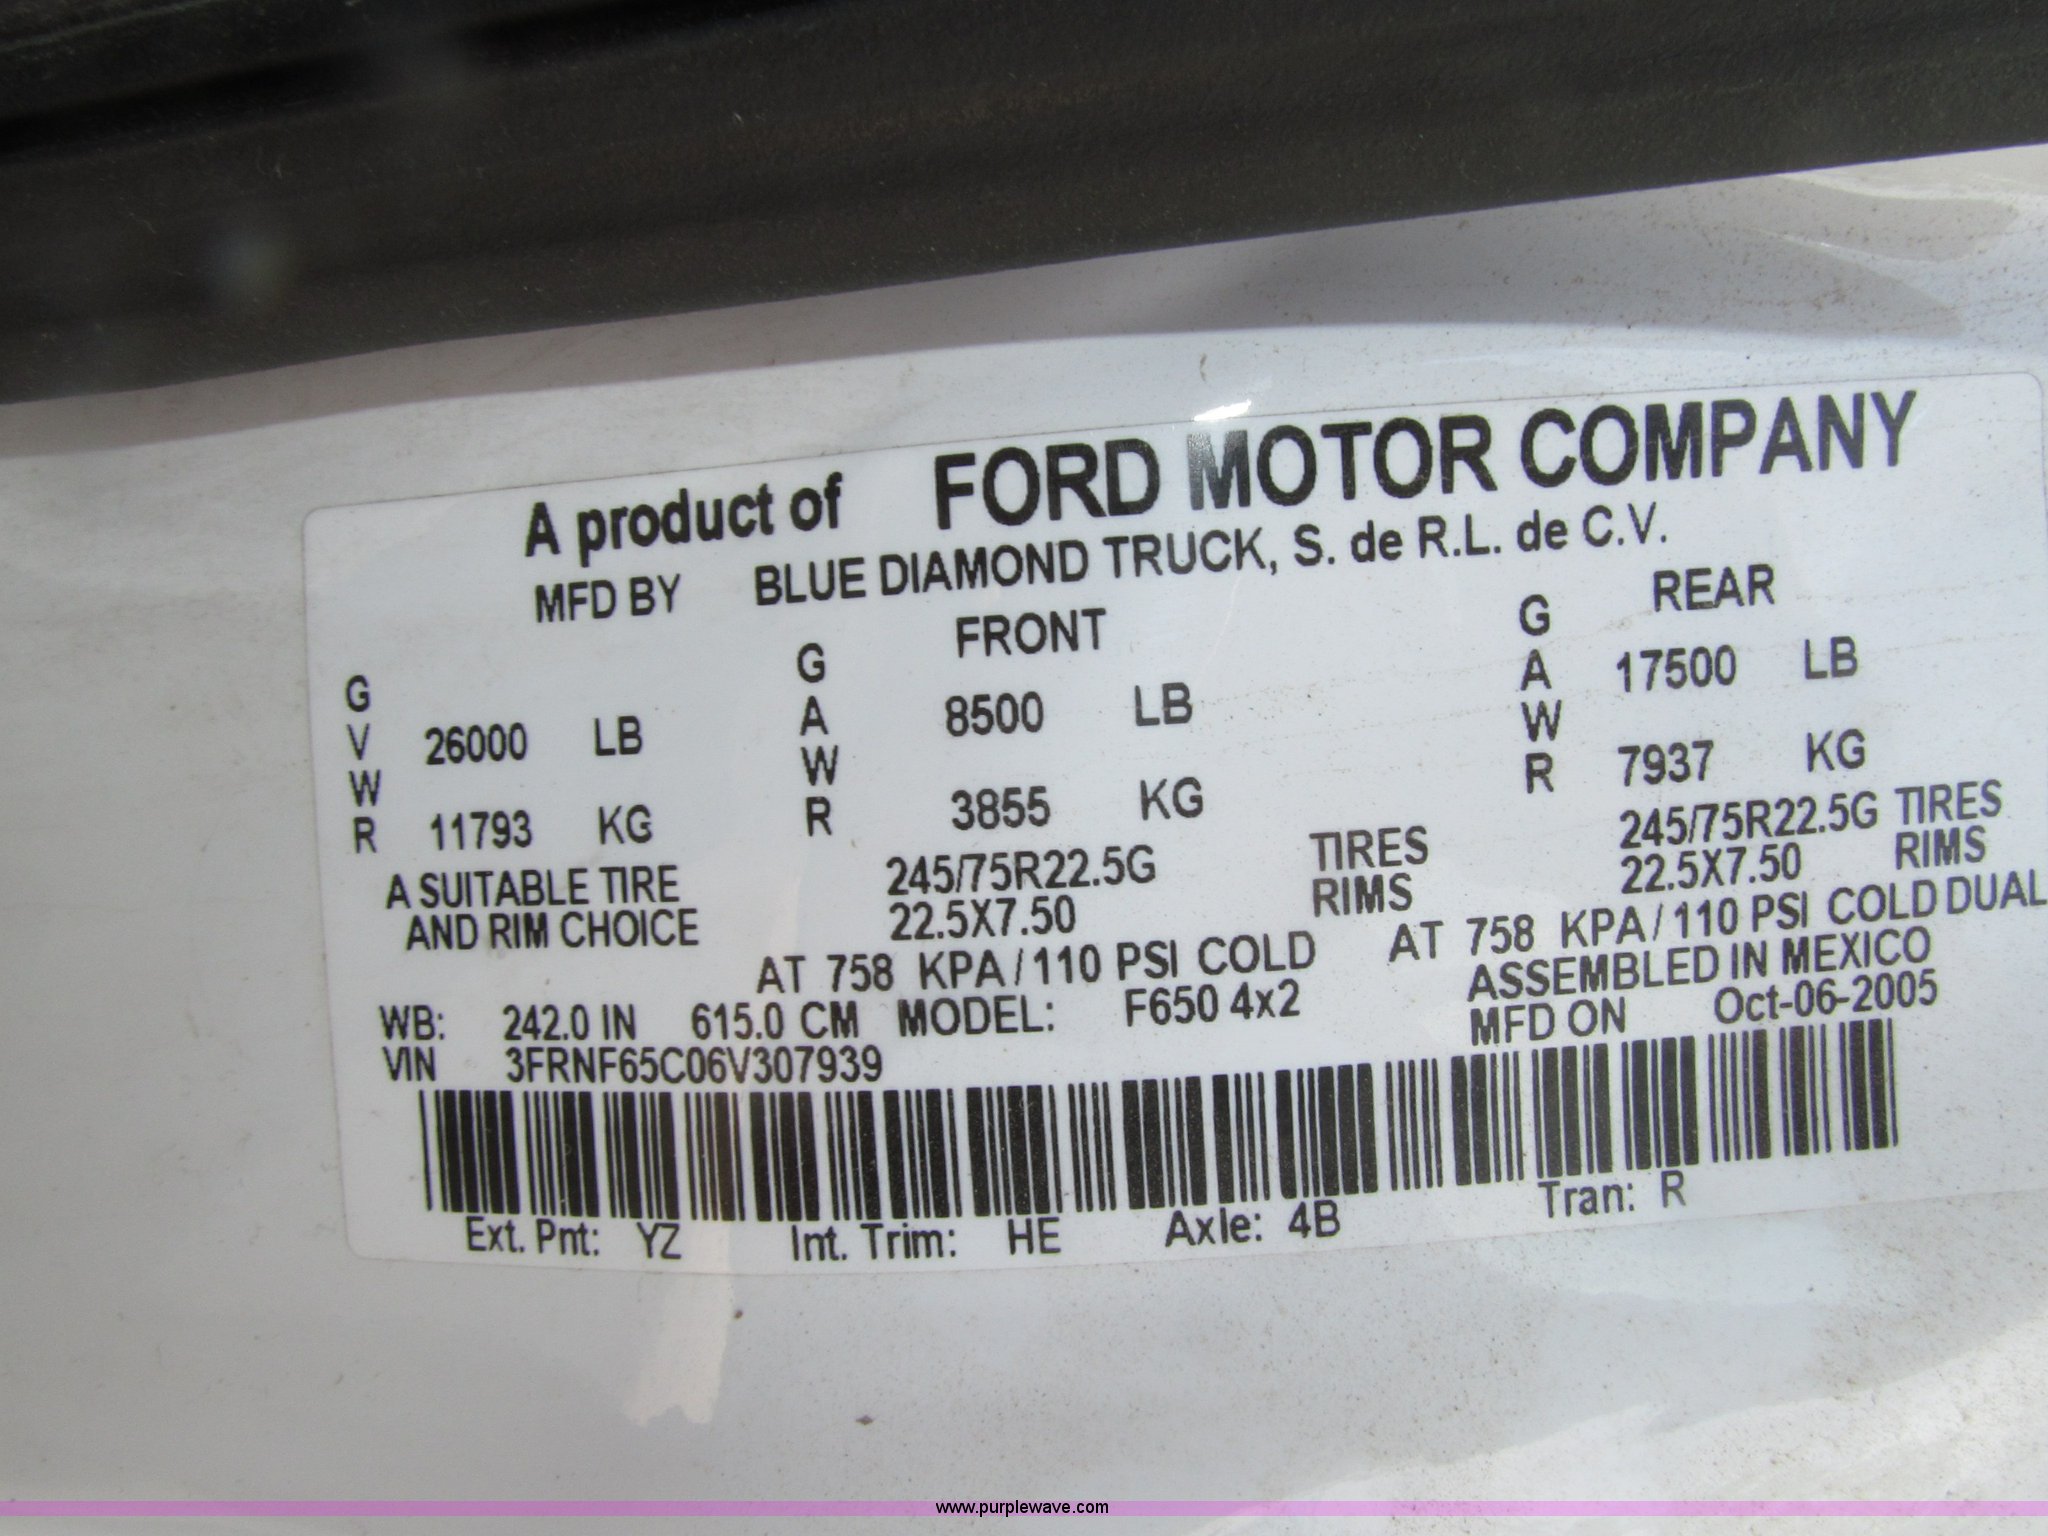 A product of FORD MOTOR COMPANY
MFD BY BLUE DIAMOND TRUCK, S. de R.L. de C.V.
FRONT REAR
GVWR 26000 LB GAWR 8500 LB GAWR 17500 LB
11793 KG 3855 KG 7937 KG
A SUITABLE TIRE 245/75R22.5G TIRES 245/75R22.5G TIRES
AND RIM CHOICE 22.5X7.50 RIMS 22.5X7.50 RIMS
AT 758 KPA/110 PSI COLD AT 758 KPA/110 PSI COLD DUAL
ASSEMBLED IN MEXICO
WB: 242.0 IN 615.0 CM MODEL: F650 4x2 MFD ON Oct-06-2005
VIN 3FRNF65C06V307939
Ext. Pnt: YZ Int. Trim: HE Axle: 4B Tran: R
www.purplewave.com